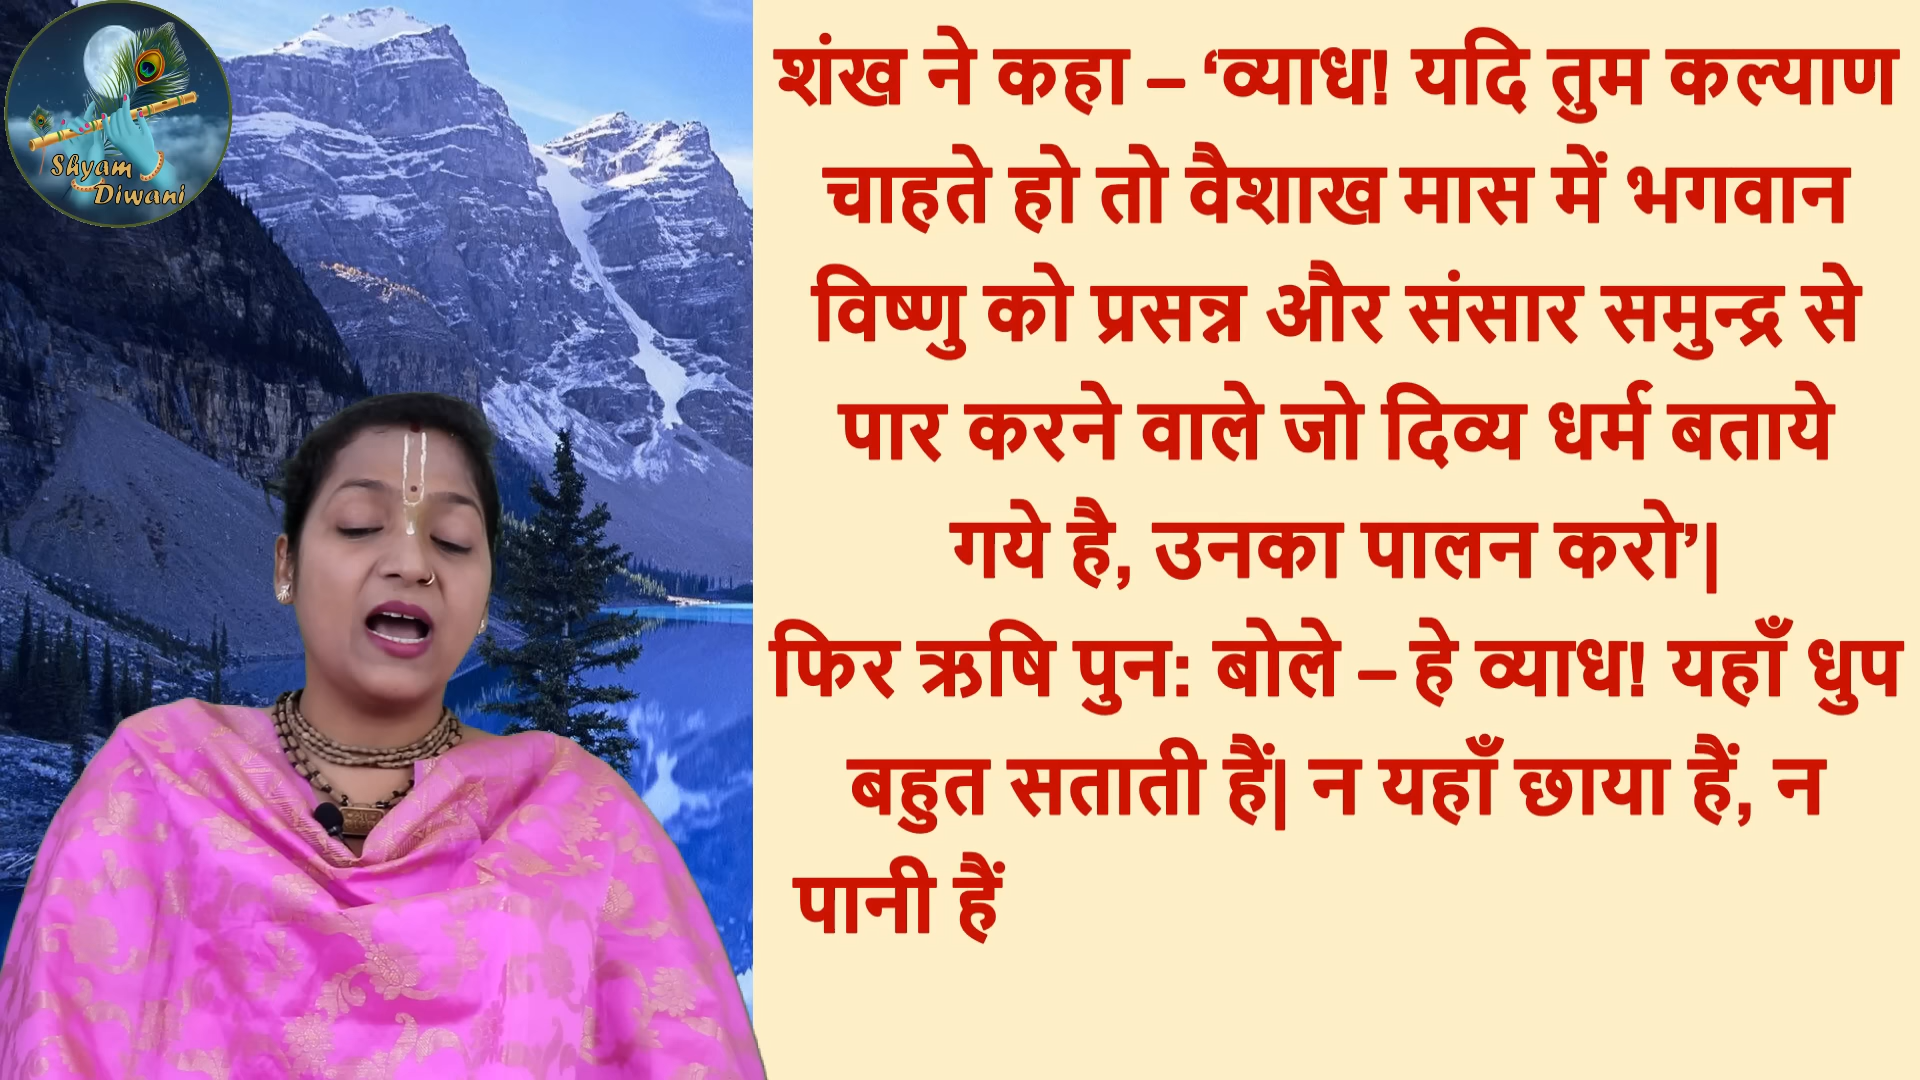 Shyam
Diwani
शंख ने कहा – ‘व्याध! यदि तुम कल्याण
चाहते हो तो वैशाख मास में भगवान
विष्णु को प्रसन्न और संसार समुन्द्र से
पार करने वाले जो दिव्य धर्म बताये
गये है, उनका पालन करो’|
फिर ऋषि पुन: बोले – हे व्याध! यहाँ धुप
बहुत सताती हैं| न यहाँ छाया हैं, न
पानी हैं